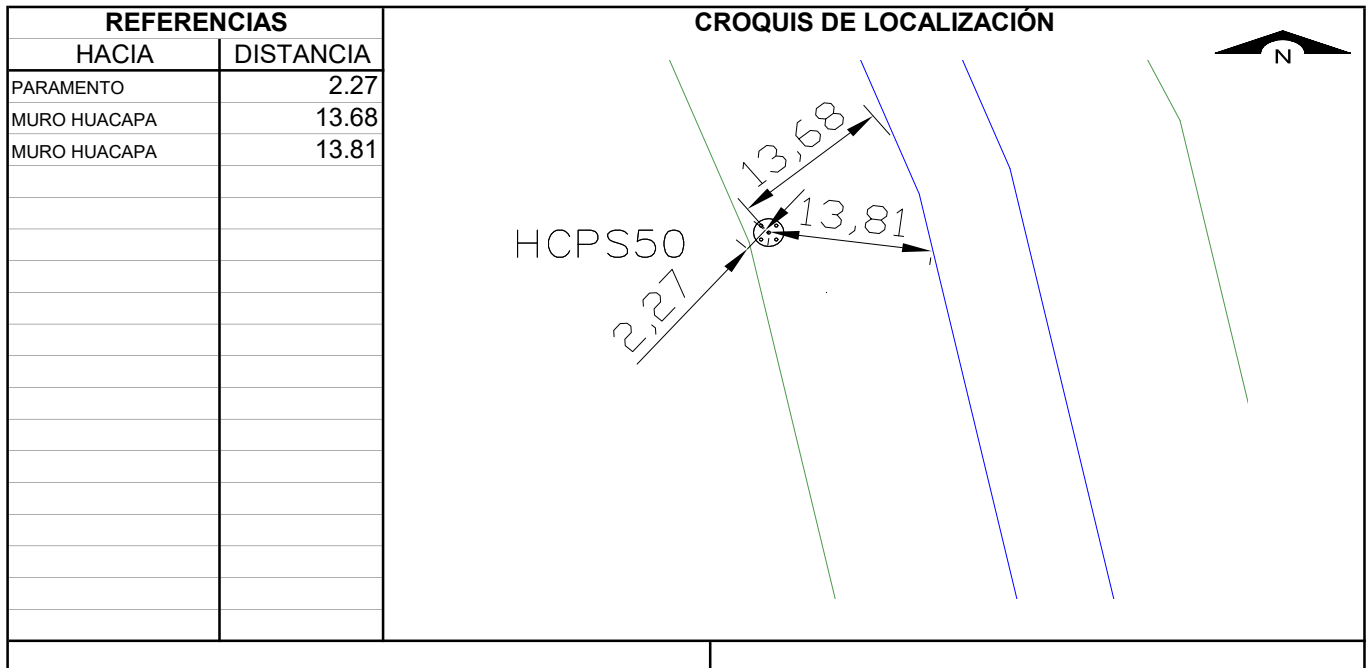 REFERENCIAS
HACIA DISTANCIA
PARAMENTO 2.27
MURO HUACAPA 13.68
MURO HUACAPA 13.81
CROQUIS DE LOCALIZACIÓN
N
13,68
13,81
HCPS50
2,27